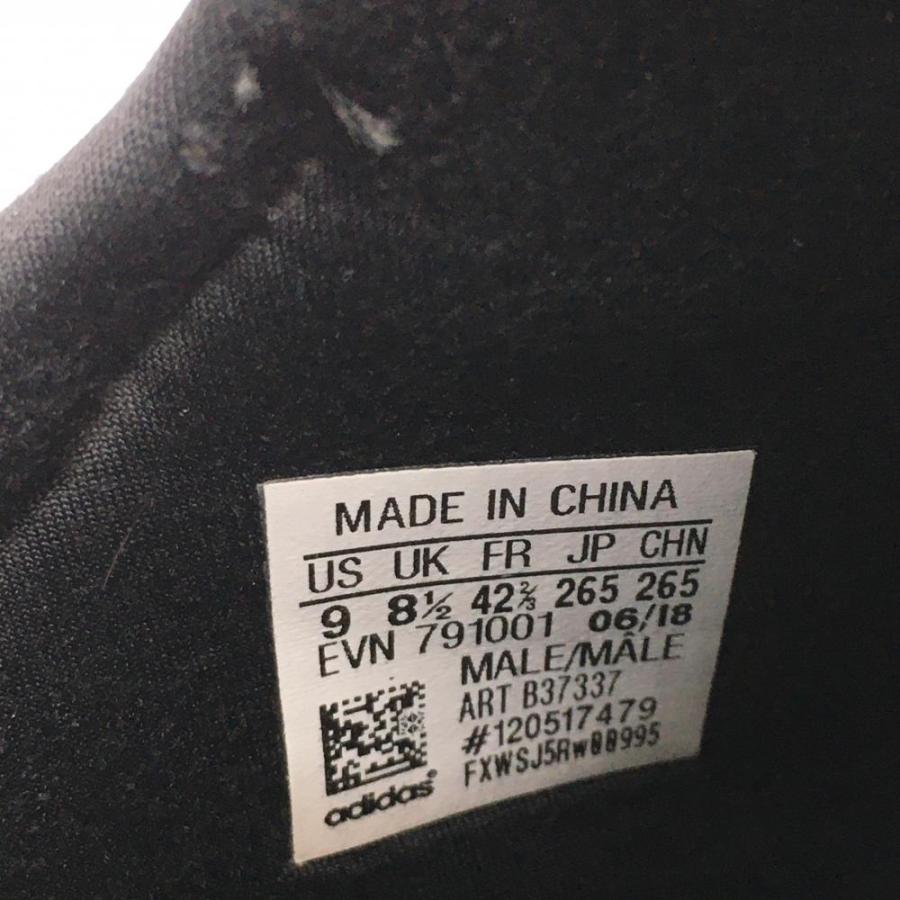 MADE IN CHINA
US UK FR JP CHN
9 8½ 42⅔ 265 265
EVN 791001 06/18
MALE/MÂLE
ART B37337
#120517479
FXWSJ5RW00995
adidas®